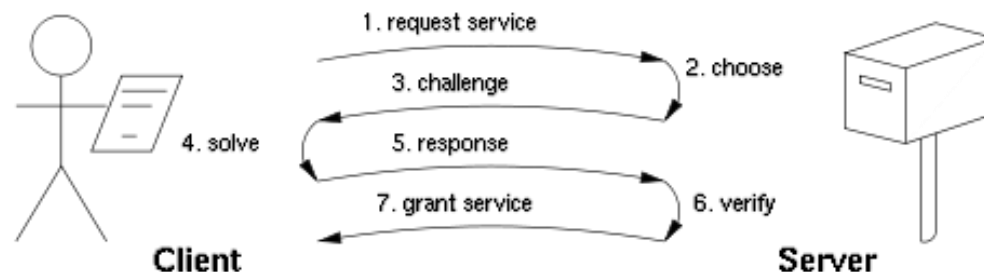 1. request service
2. choose
3. challenge
4. solve
5. response
6. verify
7. grant service
Client
Server